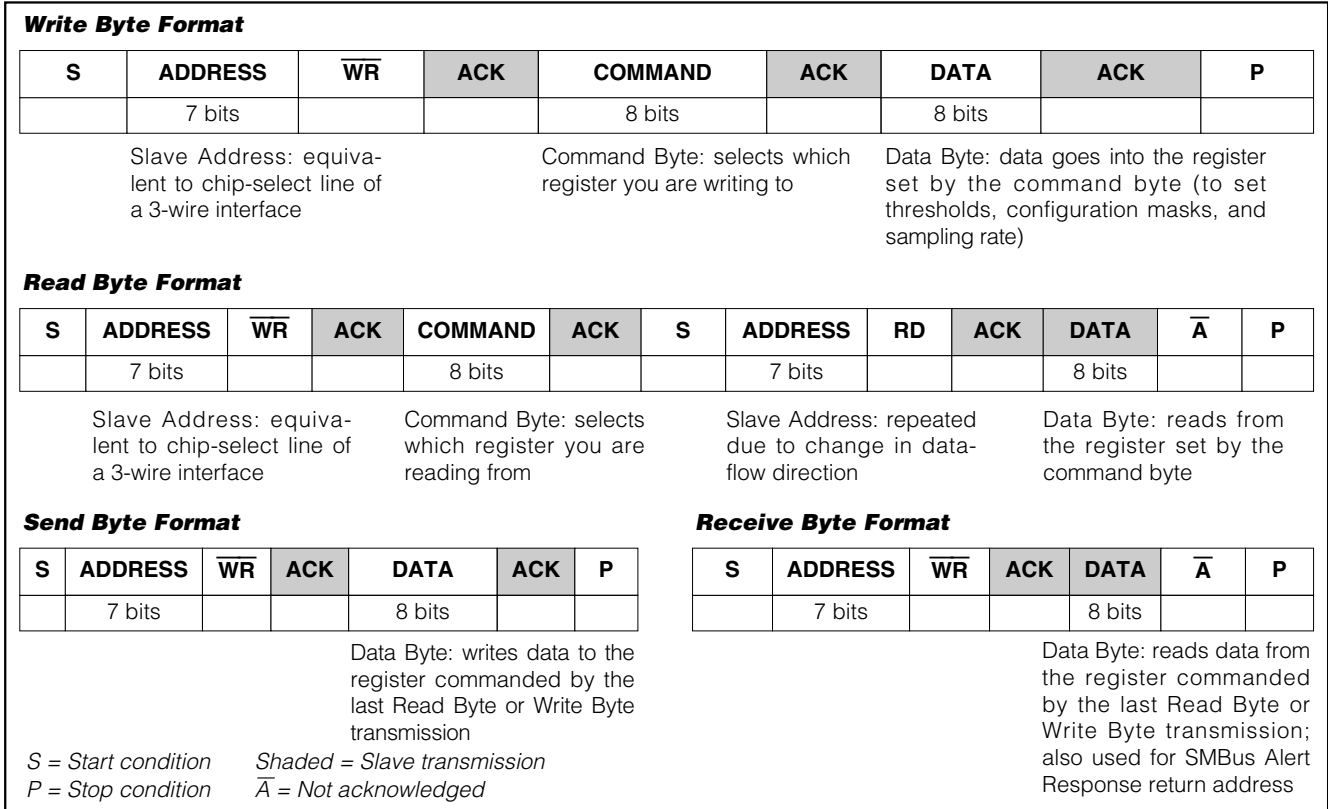 Write Byte Format
S ADDRESS W̅R̅ ACK COMMAND ACK DATA ACK P
7 bits 8 bits 8 bits
Slave Address: equiva-
lent to chip-select line of
a 3-wire interface
Command Byte: selects which
register you are writing to
Data Byte: data goes into the register
set by the command byte (to set
thresholds, configuration masks, and
sampling rate)
Read Byte Format
S ADDRESS W̅R̅ ACK COMMAND ACK S ADDRESS RD ACK DATA A̅ P
7 bits 8 bits 7 bits 8 bits
Slave Address: equiva-
lent to chip-select line of
a 3-wire interface
Command Byte: selects
which register you are
reading from
Slave Address: repeated
due to change in data-
flow direction
Data Byte: reads from
the register set by the
command byte
Send Byte Format
S ADDRESS W̅R̅ ACK DATA ACK P
7 bits 8 bits
Data Byte: writes data to the
register commanded by the
last Read Byte or Write Byte
transmission
Receive Byte Format
S ADDRESS W̅R̅ ACK DATA A̅ P
7 bits 8 bits
Data Byte: reads data from
the register commanded
by the last Read Byte or
Write Byte transmission;
also used for SMBus Alert
Response return address
S = Start condition Shaded = Slave transmission
P = Stop condition A̅ = Not acknowledged